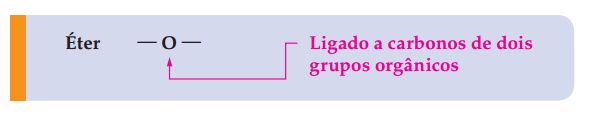 Éter — O — Ligado a carbonos de dois
grupos orgânicos